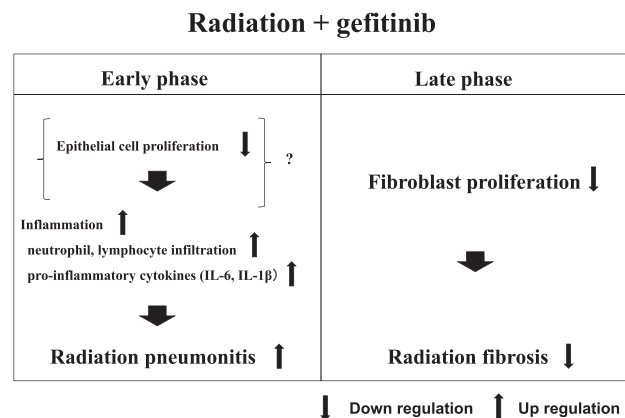 Radiation + gefitinib
Early phase
Epithelial cell proliferation
?
Inflammation
neutrophil, lymphocyte infiltration
pro-inflammatory cytokines (IL-6, IL-1β)
Radiation pneumonitis
Late phase
Fibroblast proliferation
Radiation fibrosis
Down regulation Up regulation